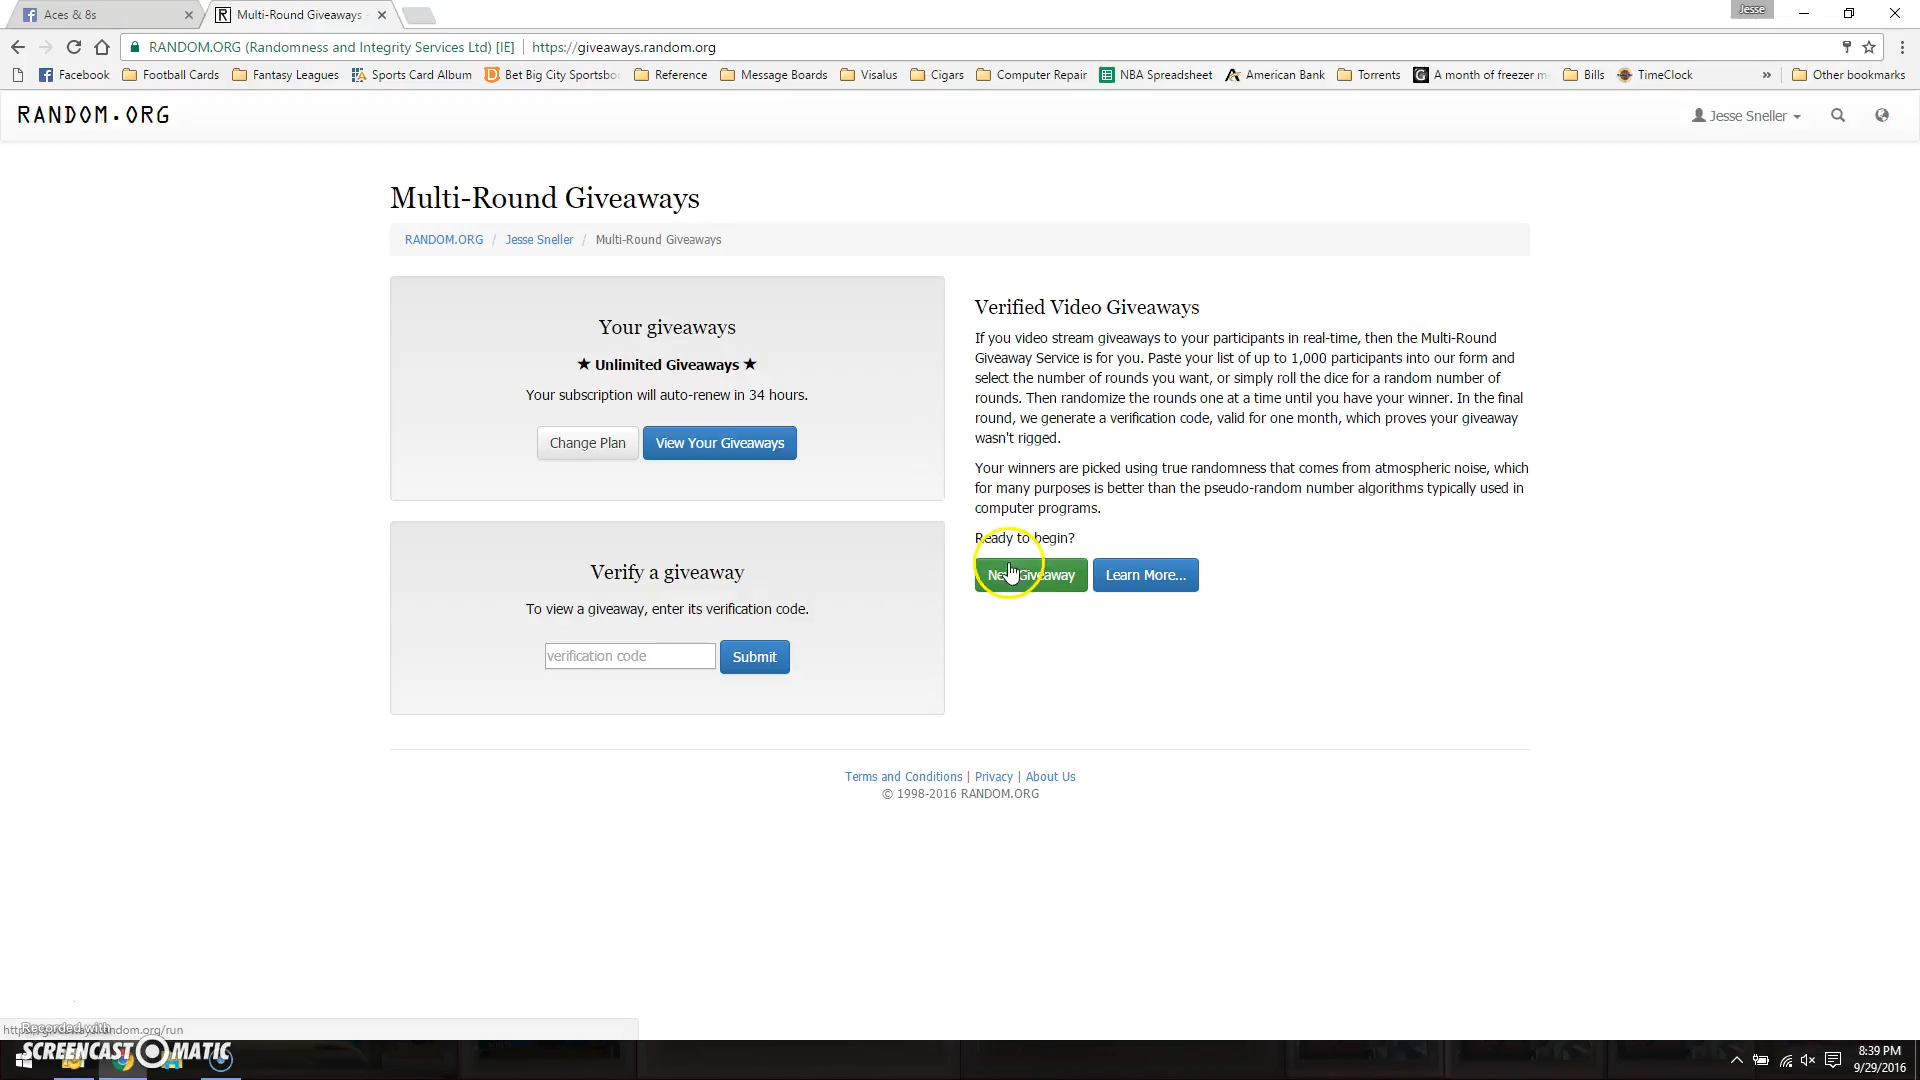 Aces & 8s
Multi-Round Giveaways
Jesse
RANDOM.ORG (Randomness and Integrity Services Ltd) [IE] https://giveaways.random.org
Facebook Football Cards Fantasy Leagues Sports Card Album Bet Big City Sportsbo Reference Message Boards Visalus Cigars Computer Repair NBA Spreadsheet American Bank Torrents A month of freezer m Bills TimeClock » Other bookmarks
RANDOM.ORG
Jesse Sneller
Multi-Round Giveaways
RANDOM.ORG / Jesse Sneller / Multi-Round Giveaways
Your giveaways
★ Unlimited Giveaways ★
Your subscription will auto-renew in 34 hours.
Change Plan View Your Giveaways
Verify a giveaway
To view a giveaway, enter its verification code.
verification code Submit
Verified Video Giveaways
If you video stream giveaways to your participants in real-time, then the Multi-Round
Giveaway Service is for you. Paste your list of up to 1,000 participants into our form and
select the number of rounds you want, or simply roll the dice for a random number of
rounds. Then randomize the rounds one at a time until you have your winner. In the final
round, we generate a verification code, valid for one month, which proves your giveaway
wasn't rigged.
Your winners are picked using true randomness that comes from atmospheric noise, which
for many purposes is better than the pseudo-random number algorithms typically used in
computer programs.
Ready to begin?
New Giveaway Learn More...
Terms and Conditions | Privacy | About Us
© 1998-2016 RANDOM.ORG
https://giveaways.random.org/run
Recorded with
SCREENCAST MATIC
8:39 PM
9/29/2016